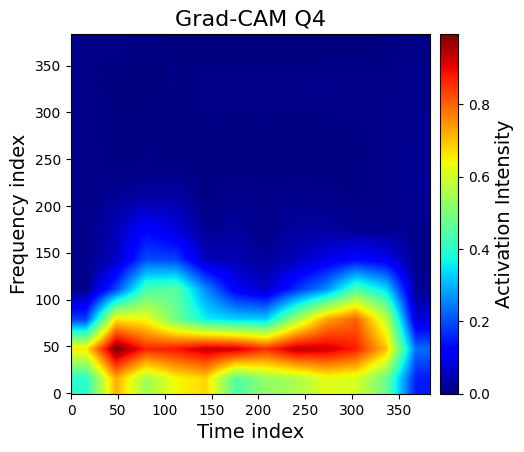 Grad-CAM Q4
Frequency index
350
300
250
200
150
100
50
0
0 50 100 150 200 250 300 350
Time index
0.8
0.6
0.4
0.2
0.0
Activation Intensity